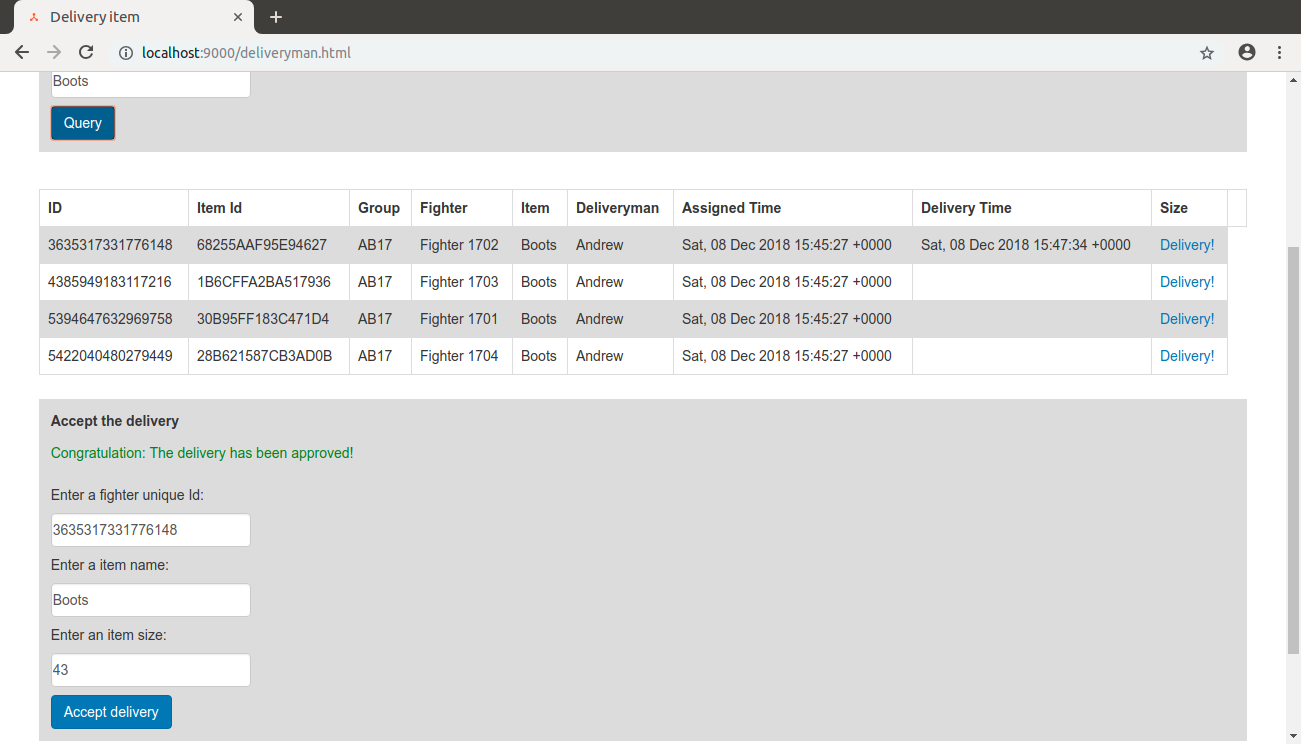 Delivery item
localhost:9000/deliveryman.html
Boots
Query
ID Item Id Group Fighter Item Deliveryman Assigned Time Delivery Time Size
3635317331776148 68255AAF95E94627 AB17 Fighter 1702 Boots Andrew Sat, 08 Dec 2018 15:45:27 +0000 Sat, 08 Dec 2018 15:47:34 +0000 Delivery!
4385949183117216 1B6CFFA2BA517936 AB17 Fighter 1703 Boots Andrew Sat, 08 Dec 2018 15:45:27 +0000 Delivery!
5394647632969758 30B95FF183C471D4 AB17 Fighter 1701 Boots Andrew Sat, 08 Dec 2018 15:45:27 +0000 Delivery!
5422040480279449 28B621587CB3AD0B AB17 Fighter 1704 Boots Andrew Sat, 08 Dec 2018 15:45:27 +0000 Delivery!
Accept the delivery
Congratulation: The delivery has been approved!
Enter a fighter unique Id:
3635317331776148
Enter a item name:
Boots
Enter an item size:
43
Accept delivery